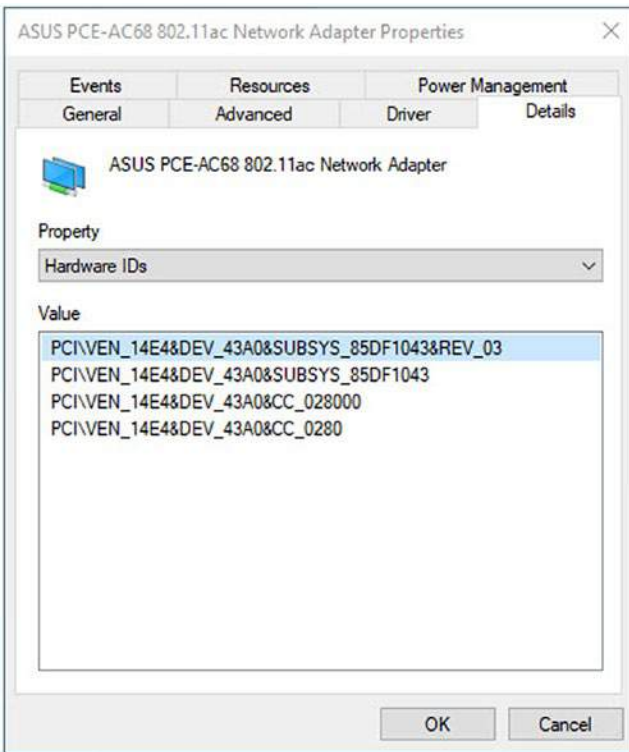 ASUS PCE-AC68 802.11ac Network Adapter Properties
Events Resources Power Management
General Advanced Driver Details
ASUS PCE-AC68 802.11ac Network Adapter
Property
Hardware IDs
Value
PCI\VEN_14E4&DEV_43A0&SUBSYS_85DF1043&REV_03
PCI\VEN_14E4&DEV_43A0&SUBSYS_85DF1043
PCI\VEN_14E4&DEV_43A0&CC_028000
PCI\VEN_14E4&DEV_43A0&CC_0280
OK Cancel